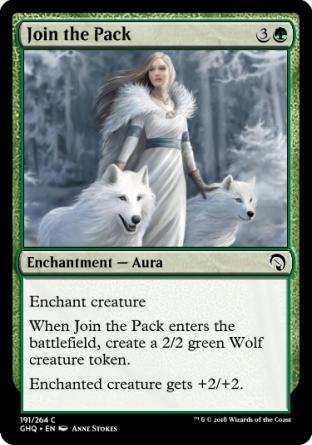 Join the Pack 3
Enchantment — Aura
Enchant creature
When Join the Pack enters the
battlefield, create a 2/2 green Wolf
creature token.
Enchanted creature gets +2/+2.
191/264 C
GHQ • EN Anne Stokes
™ & © 2018 Wizards of the Coast